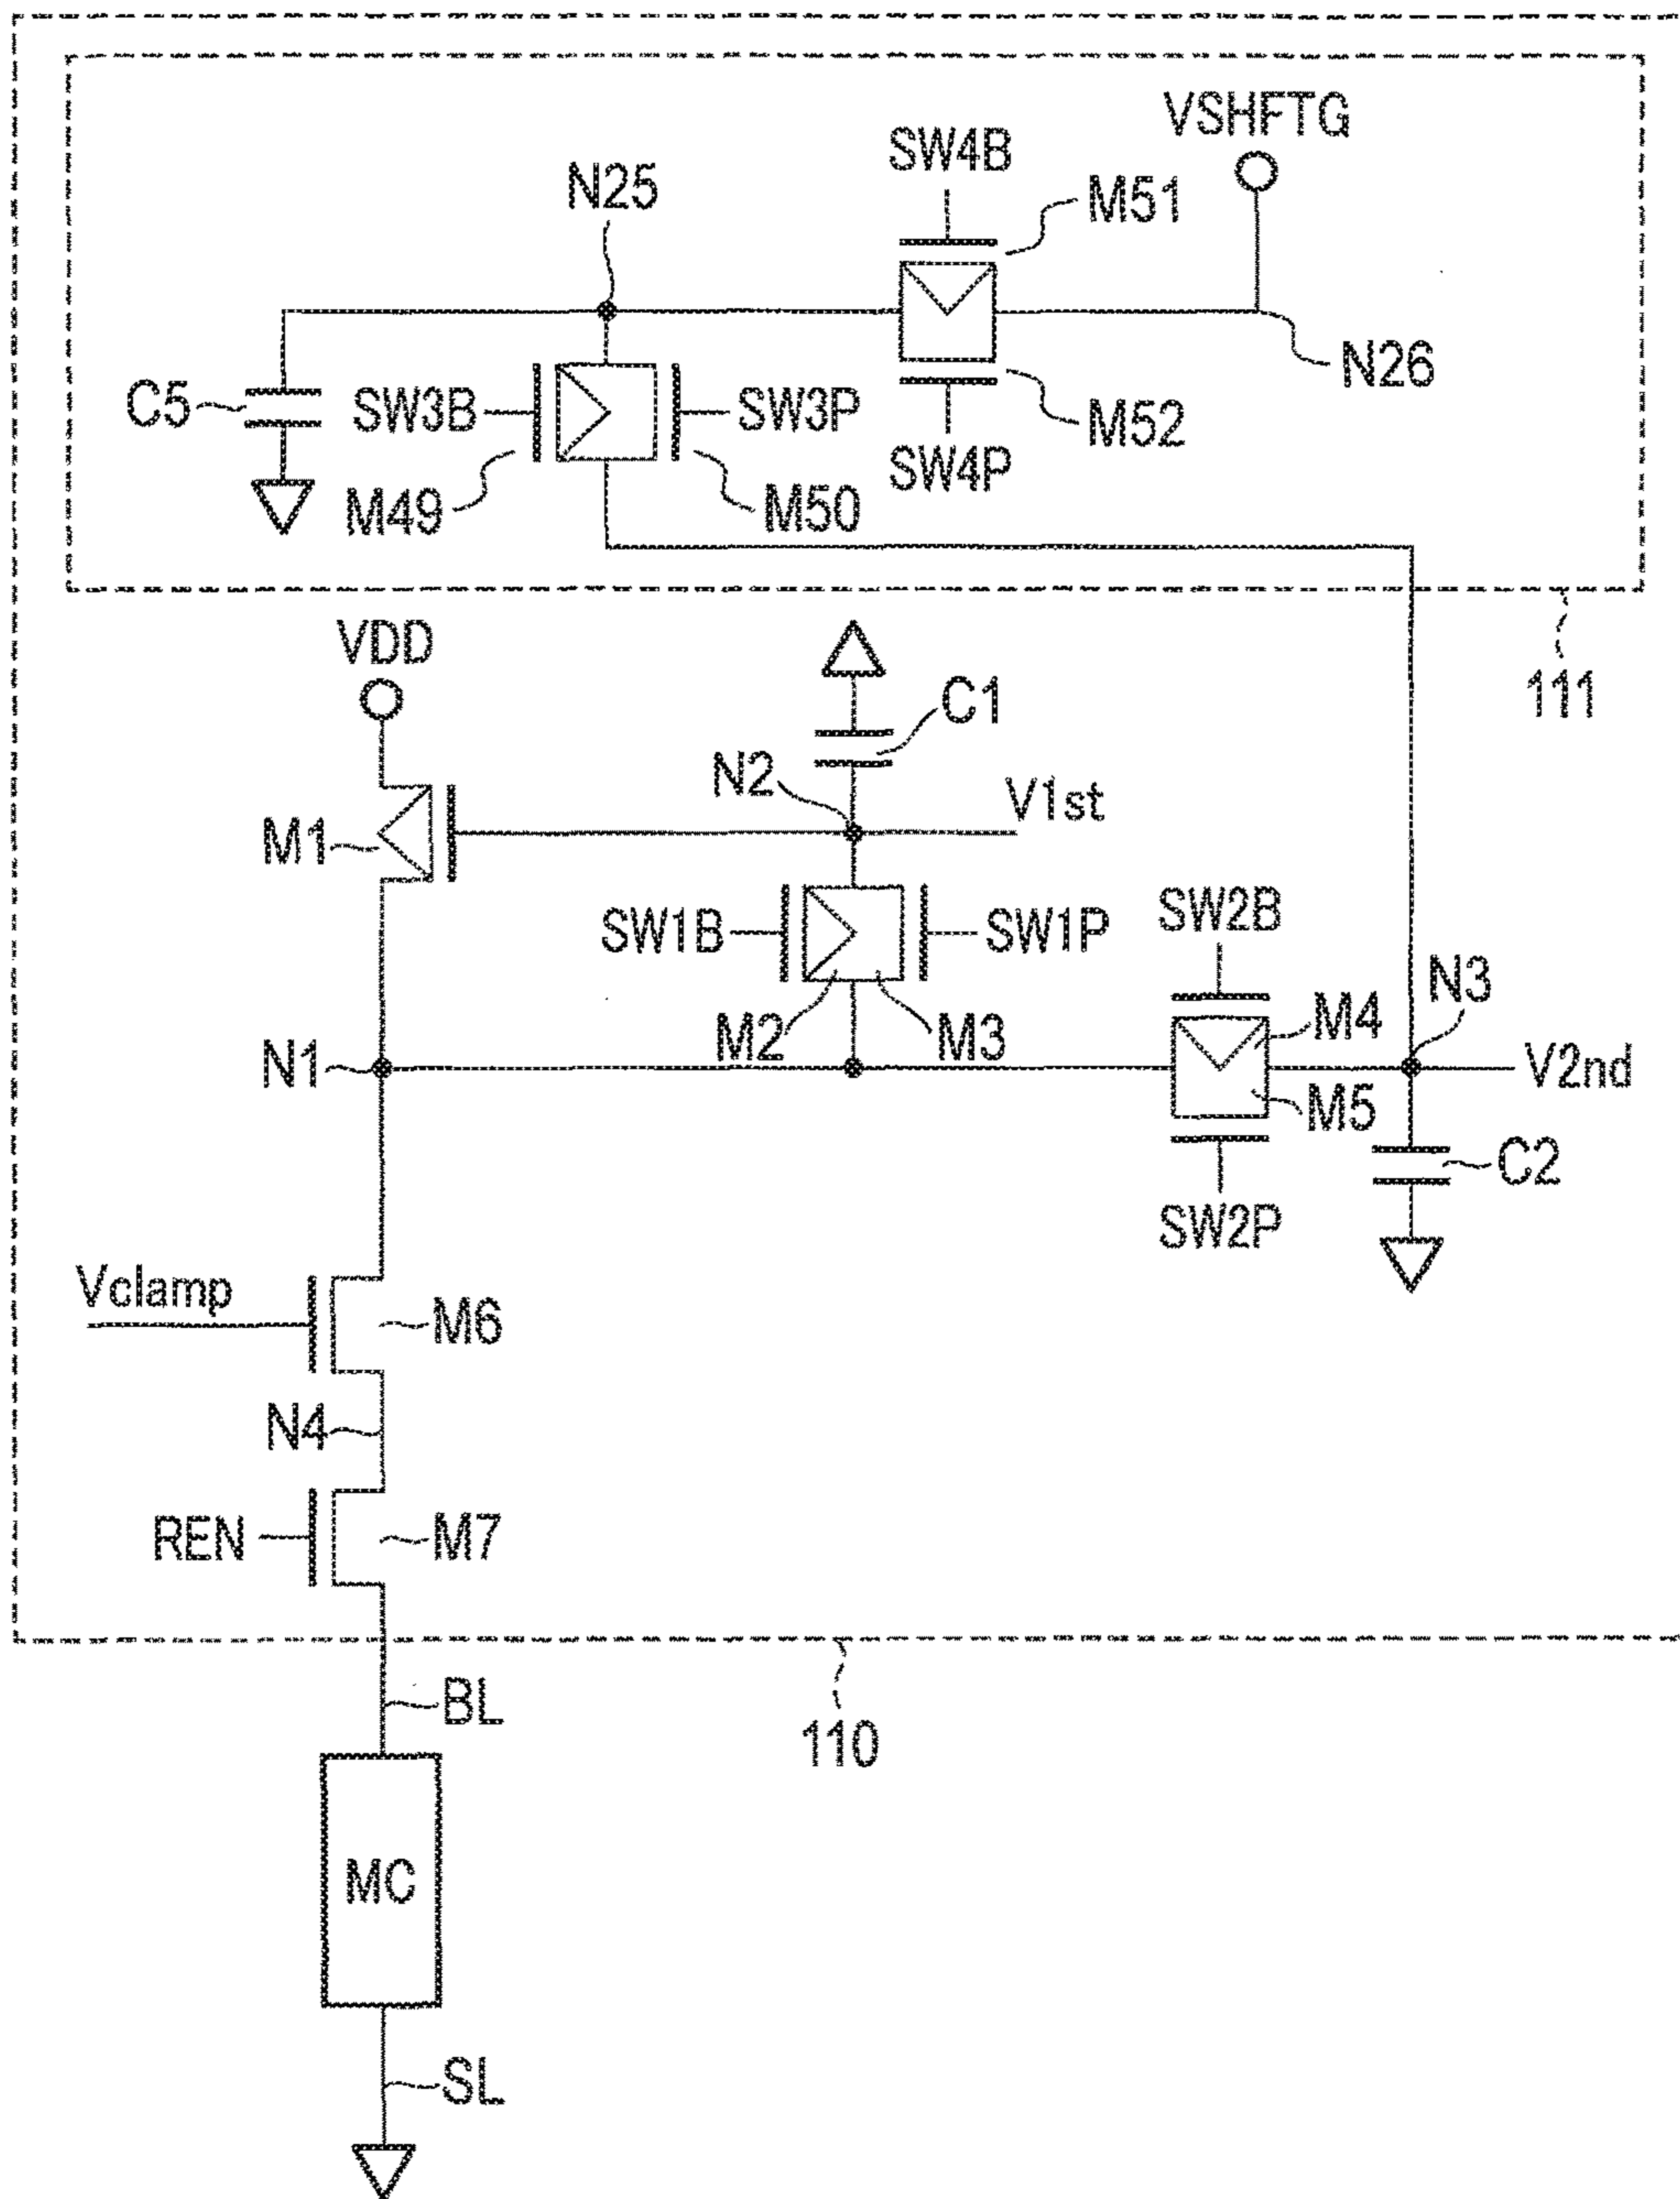 VSHFTG
SW4B
N25
M51
N26
C5
SW3B
SW3P
M52
SW4P
M49
M50
VDD
111
C1
N2
V1st
M1
SW1B
SW1P
SW2B
N3
M2
M3
M4
N1
V2nd
M5
C2
SW2P
Vclamp
M6
N4
REN
M7
BL
110
MC
SL